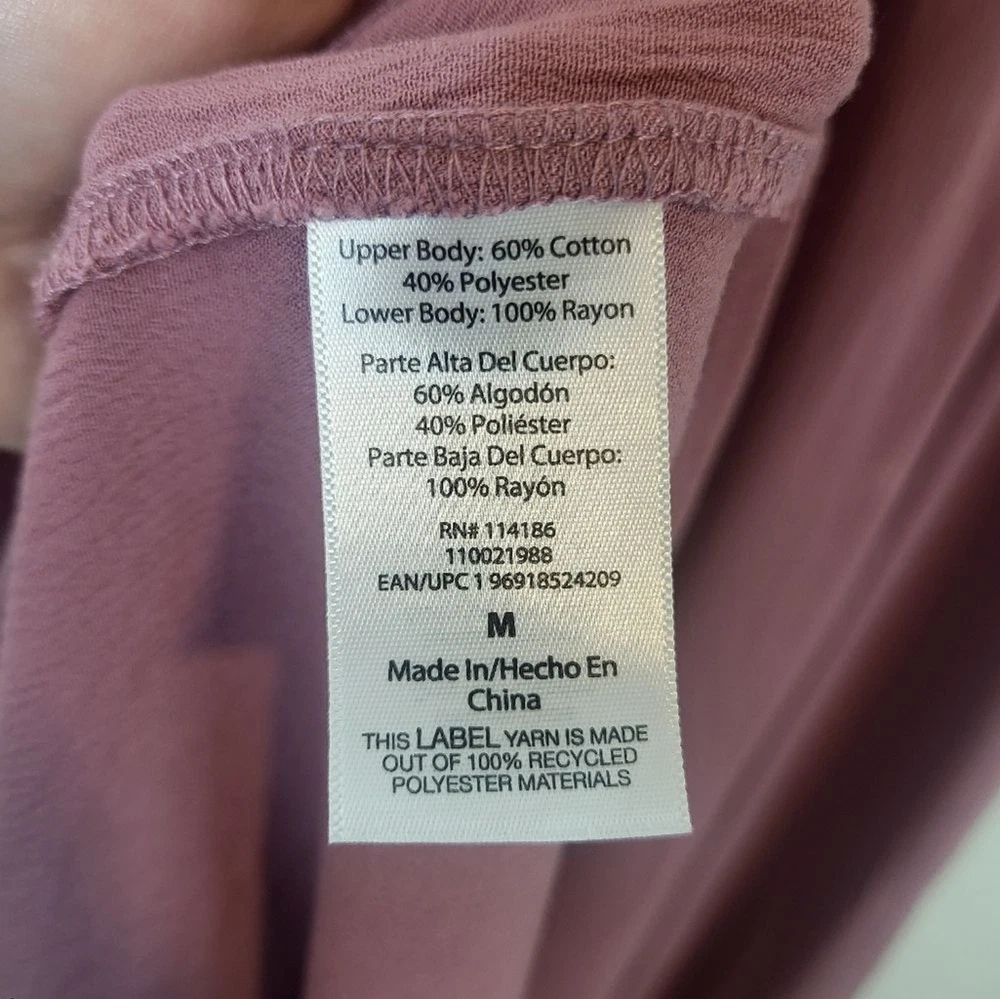 Upper Body: 60% Cotton
40% Polyester
Lower Body: 100% Rayon
Parte Alta Del Cuerpo:
60% Algodón
40% Poliéster
Parte Baja Del Cuerpo:
100% Rayón
RN# 114186
110021988
EAN/UPC 1 96918524209
M
Made In/Hecho En
China
THIS LABEL YARN IS MADE
OUT OF 100% RECYCLED
POLYESTER MATERIALS